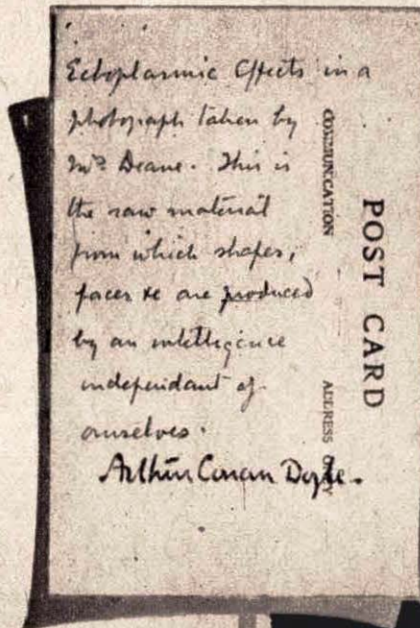 Ectoplasmic Effects in a
photograph taken by
Mrs Deane. This is
the raw material
from which shapes,
faces &c are produced
by an intelligence
independant of
ourselves.
Arthur Conan Doyle.
COMMUNICATION
ADDRESS ONLY
POST CARD